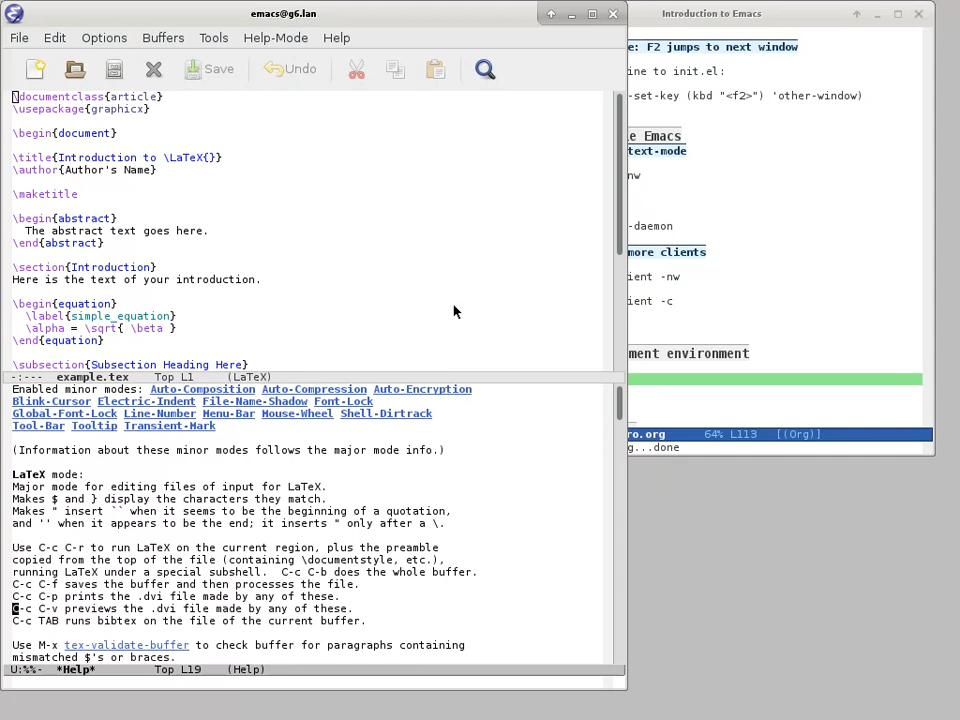 emacs@g6.lan
File Edit Options Buffers Tools Help-Mode Help
Save Undo
\documentclass{article}
\usepackage{graphicx}
\begin{document}
\title{Introduction to \LaTeX{}}
\author{Author's Name}
\maketitle
\begin{abstract}
The abstract text goes here.
\end{abstract}
\section{Introduction}
Here is the text of your introduction.
\begin{equation}
\label{simple_equation}
\alpha = \sqrt{ \beta }
\end{equation}
\subsection{Subsection Heading Here}
-:--- example.tex Top L1 (LaTeX)
Enabled minor modes: Auto-Composition Auto-Compression Auto-Encryption
Blink-Cursor Electric-Indent File-Name-Shadow Font-Lock
Global-Font-Lock Line-Number Menu-Bar Mouse-Wheel Shell-Dirtrack
Tool-Bar Tooltip Transient-Mark
(Information about these minor modes follows the major mode info.)
LaTeX mode:
Major mode for editing files of input for LaTeX.
Makes $ and } display the characters they match.
Makes " insert `` when it seems to be the beginning of a quotation,
and '' when it appears to be the end; it inserts " only after a \.
Use C-c C-r to run LaTeX on the current region, plus the preamble
copied from the top of the file (containing \documentstyle, etc.),
running LaTeX under a special subshell.  C-c C-b does the whole buffer.
C-c C-f saves the buffer and then processes the file.
C-c C-p prints the .dvi file made by any of these.
C-c C-v previews the .dvi file made by any of these.
C-c TAB runs bibtex on the file of the current buffer.
Use M-x tex-validate-buffer to check buffer for paragraphs containing
mismatched $'s or braces.
U:%%- *Help* Top L19 (Help)
Introduction to Emacs
e: F2 jumps to next window
ine to init.el:
-set-key (kbd "<f2>") 'other-window)
le Emacs
text-mode
nw
-daemon
more clients
ient -nw
ient -c
ment environment
ro.org 64% L113 [(Org)]
g...done